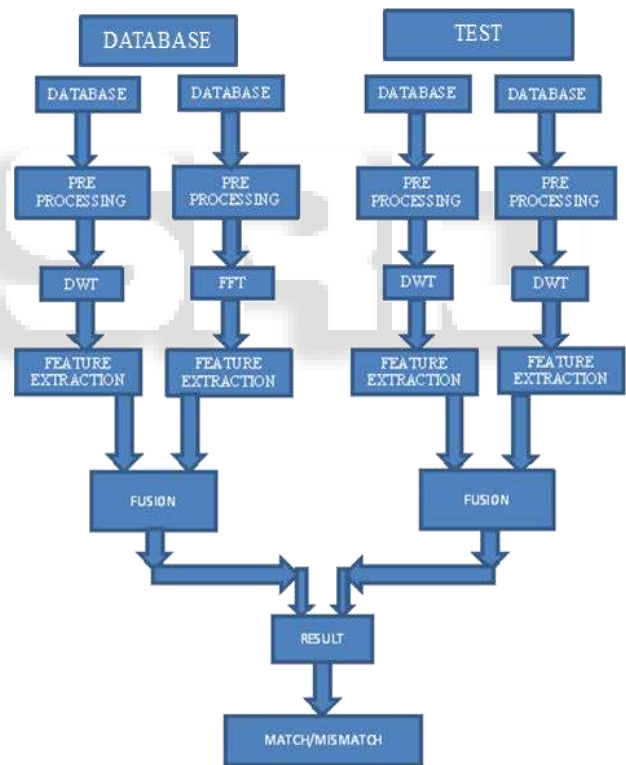 DATABASE
TEST
DATABASE
DATABASE
DATABASE
DATABASE
PRE
PROCESSING
PRE
PROCESSING
PRE
PROCESSING
PRE
PROCESSING
DWT
FFT
DWT
DWT
FEATURE
EXTRACTION
FEATURE
EXTRACTION
FEATURE
EXTRACTION
FEATURE
EXTRACTION
FUSION
FUSION
RESULT
MATCH/MISMATCH